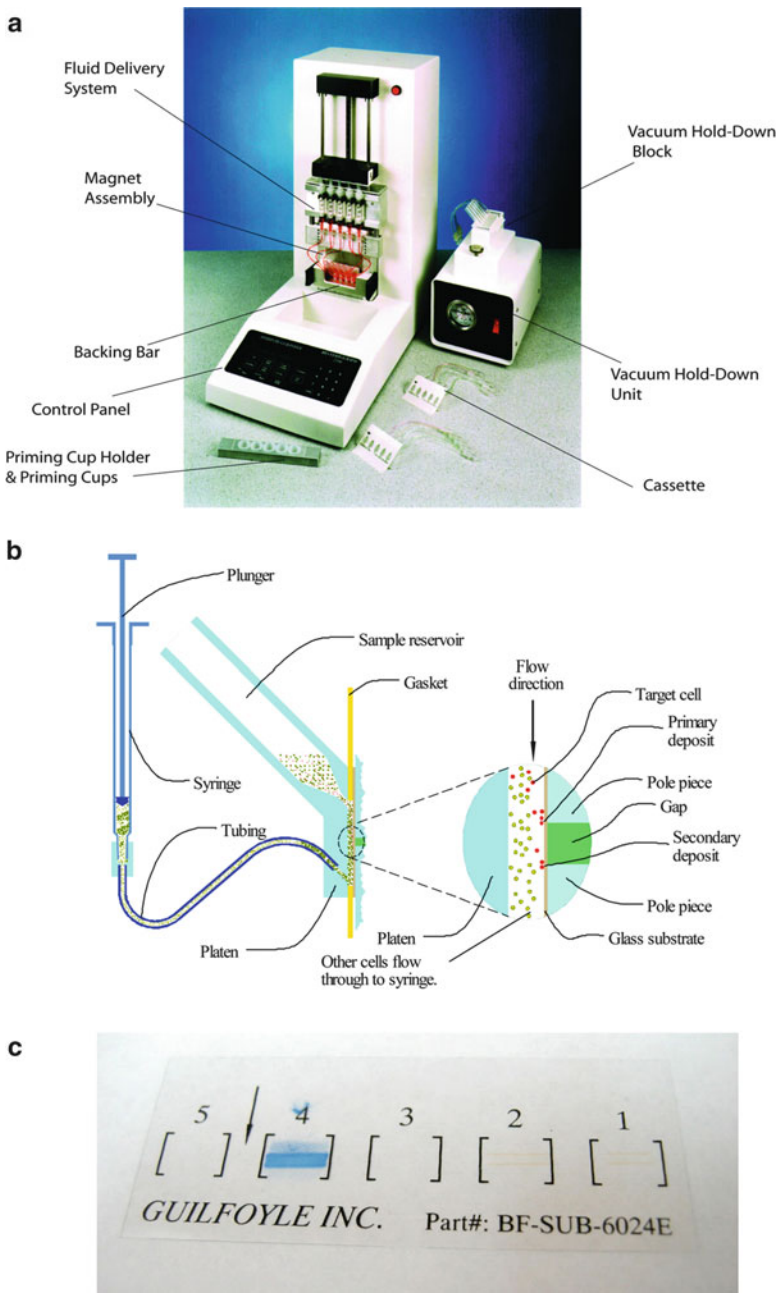 a
Fluid Delivery
System
Magnet
Assembly
Backing Bar
Control Panel
Priming Cup Holder
& Priming Cups
Vacuum Hold-Down
Block
Vacuum Hold-Down
Unit
Cassette
b
Plunger
Sample reservoir
Gasket
Syringe
Tubing
Platen
Flow
direction
Target cell
Primary
deposit
Pole piece
Gap
Secondary
deposit
Pole piece
Platen
Glass substrate
Other cells flow
through to syringe.
c
5 4 3 2 1
[ ] [ ] [ ] [ ] [ ]
GUILFOYLE INC. Part#: BF-SUB-6024E